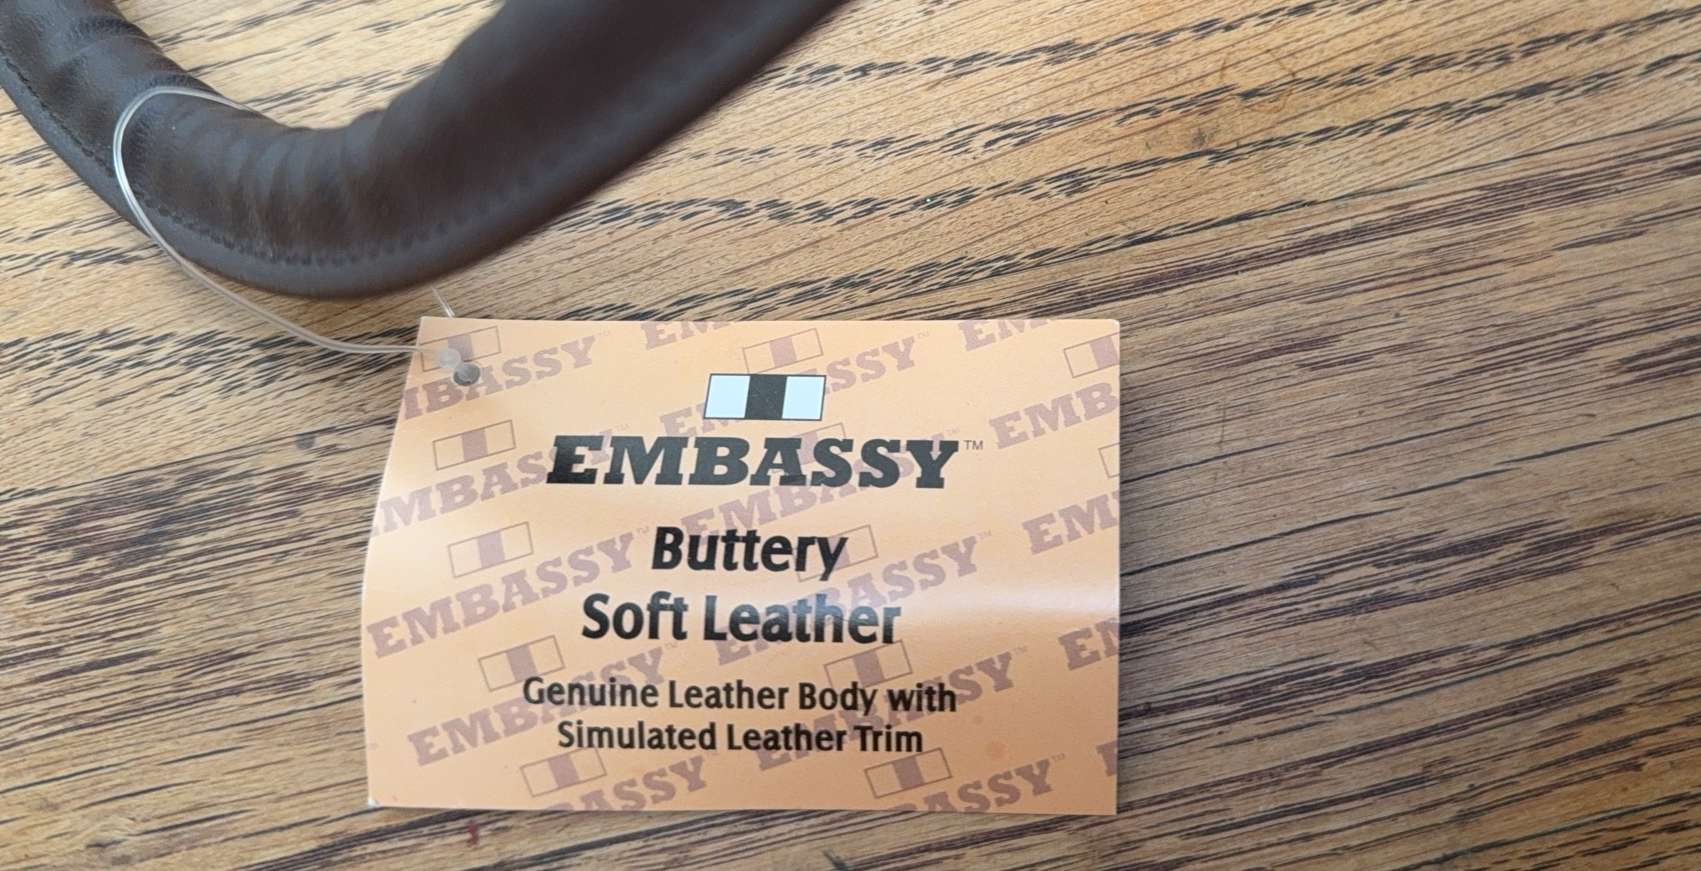 EMBASSY™
Buttery
Soft Leather
Genuine Leather Body with
Simulated Leather Trim